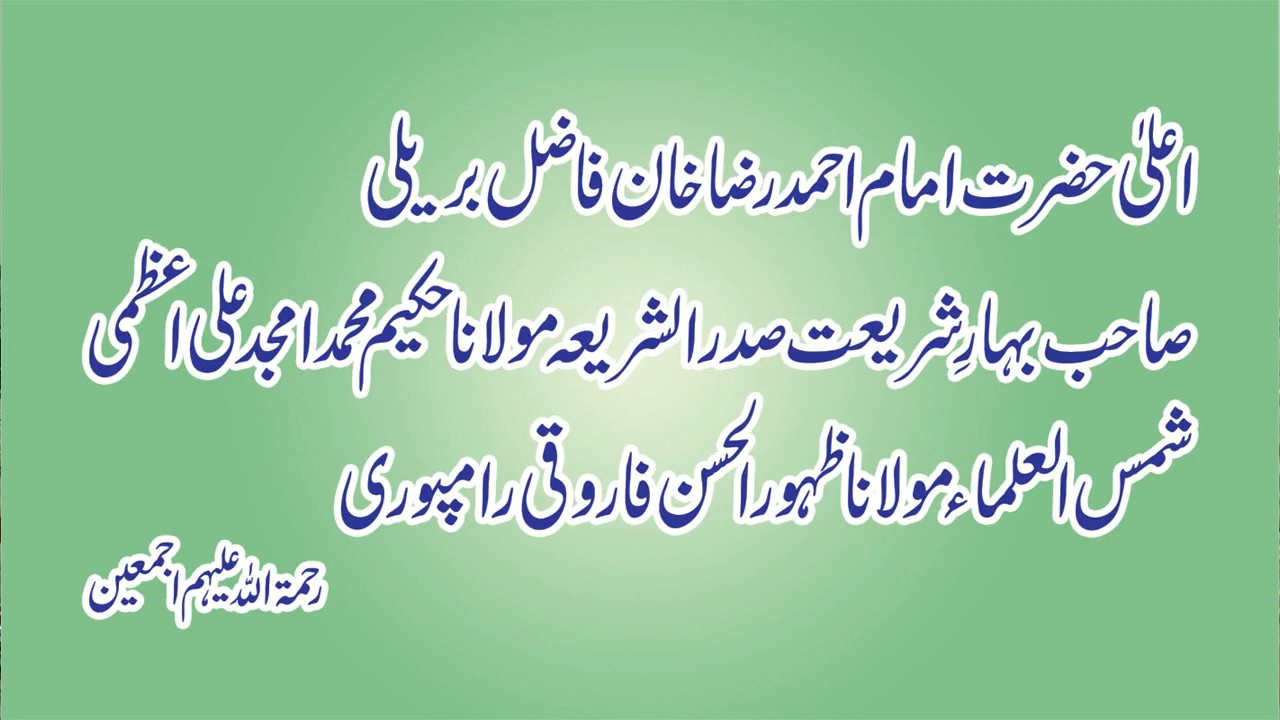 اعلیٰ حضرت امام احمد رضا خان فاضل بریلی
صاحب بہارِ شریعت صدر الشریعہ مولانا حکیم محمد امجد علی اعظمی
شمس العلماء مولانا ظہور الحسن فاروقی رامپوری
رحمۃ اللہ علیہم اجمعین